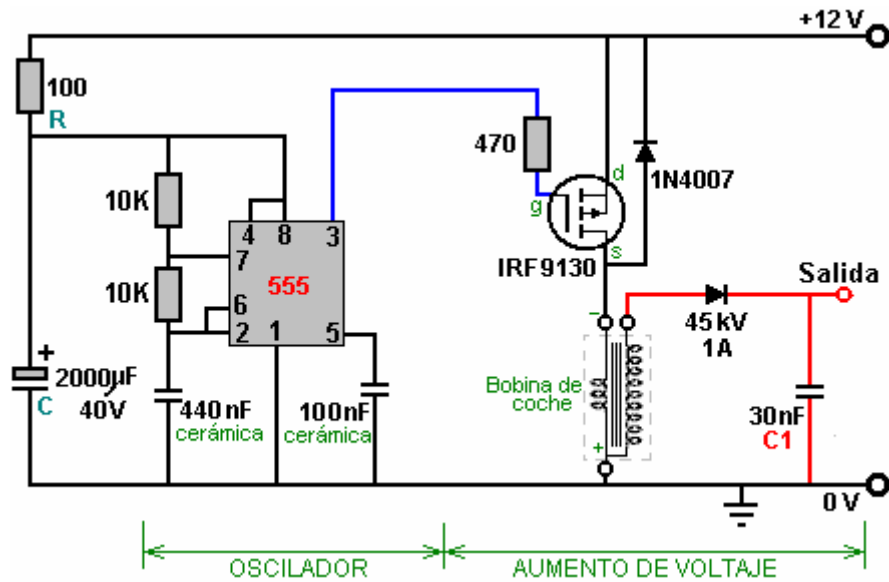 +12 V
100
R
470
d
1N4007
g
10K
4 8 3
7
s
IRF9130
555
Salida
10K
6
2 1 5
45 kV
1A
+
2000µF
40V
C
440 nF
cerámica
100nF
cerámica
-
Bobina de
coche
+
30nF
C1
0 V
OSCILADOR
AUMENTO DE VOLTAJE